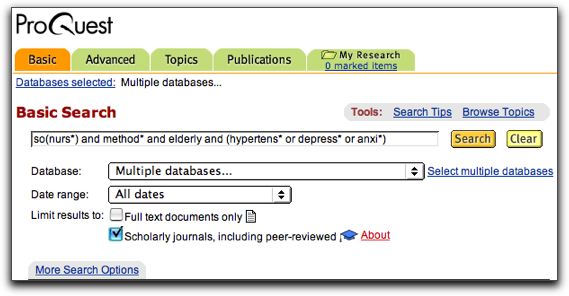 ProQuest
Basic Advanced Topics Publications My Research
0 marked items
Databases selected: Multiple databases...
Basic Search Tools: Search Tips Browse Topics
so(nurs*) and method* and elderly and (hypertens* or depress* or anxi*) Search Clear
Database: Multiple databases... Select multiple databases
Date range: All dates
Limit results to: Full text documents only
Scholarly journals, including peer-reviewed About
More Search Options